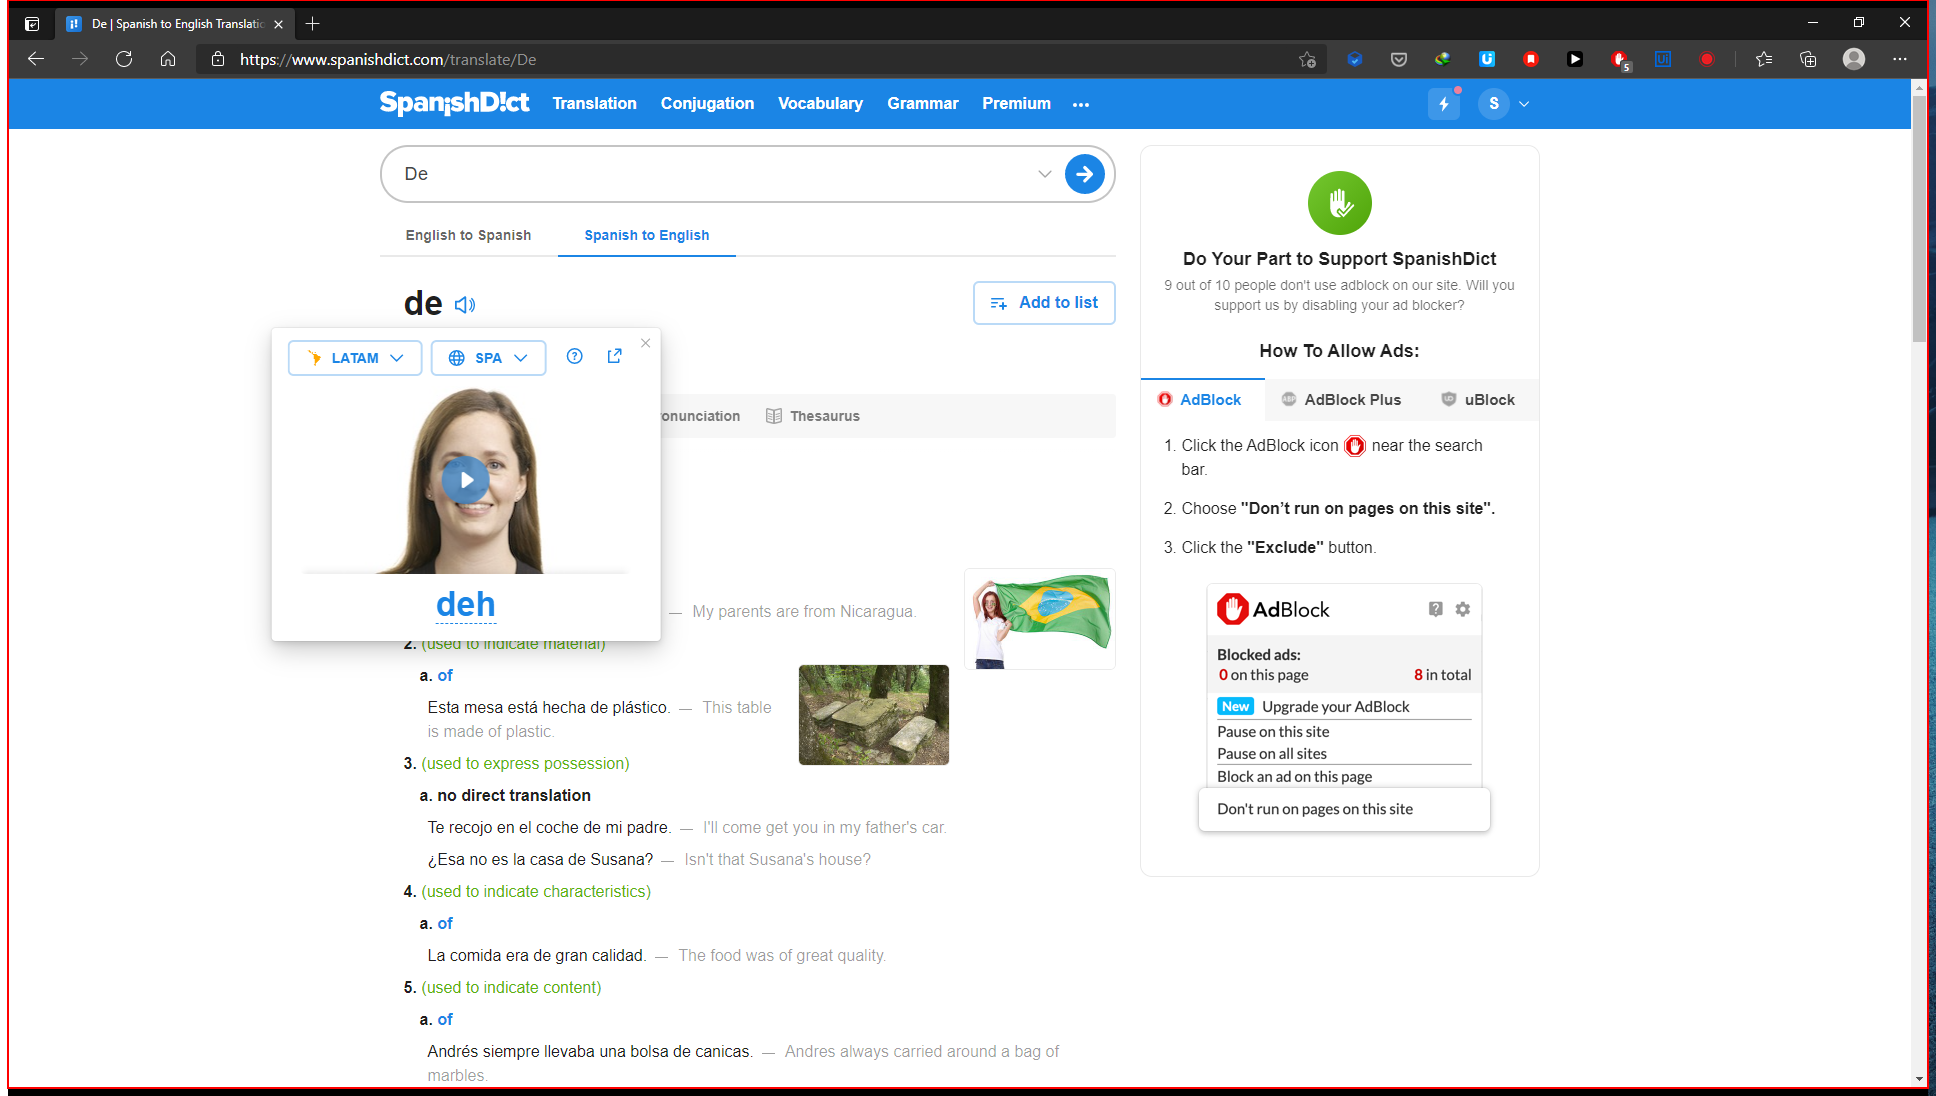 De | Spanish to English Translatio
https://www.spanishdict.com/translate/De
5
SpanishD!ct
Translation
Conjugation
Vocabulary
Grammar
Premium
S
De
English to Spanish
Spanish to English
de
Add to list
LATAM
SPA
deh
onunciation
Thesaurus
— My parents are from Nicaragua.
2. (used to indicate material)
a. of
Esta mesa está hecha de plástico. — This table
is made of plastic.
3. (used to express possession)
a. no direct translation
Te recojo en el coche de mi padre. — I'll come get you in my father's car.
¿Esa no es la casa de Susana? — Isn't that Susana's house?
4. (used to indicate characteristics)
a. of
La comida era de gran calidad. — The food was of great quality.
5. (used to indicate content)
a. of
Andrés siempre llevaba una bolsa de canicas. — Andres always carried around a bag of
marbles.
Do Your Part to Support SpanishDict
9 out of 10 people don't use adblock on our site. Will you
support us by disabling your ad blocker?
How To Allow Ads:
AdBlock
ABP AdBlock Plus
uBlock
1. Click the AdBlock icon near the search
bar.
2. Choose "Don’t run on pages on this site".
3. Click the "Exclude" button.
AdBlock
Blocked ads:
0 on this page
8 in total
New Upgrade your AdBlock
Pause on this site
Pause on all sites
Block an ad on this page
Don't run on pages on this site